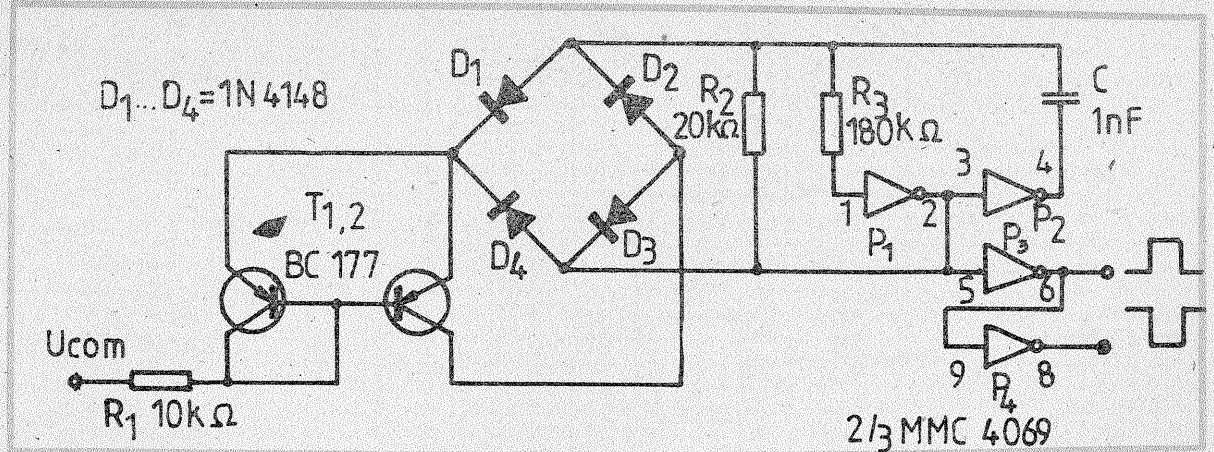 D1...D4=1N4148
D1
D2
R2
20kΩ
R3
180kΩ
C
1nF
T1,2
BC 177
D4
D3
1
2
P1
3
4
P2
P3
5
6
Ucom
R1 10kΩ
9
8
P4
2/3 MMC 4069